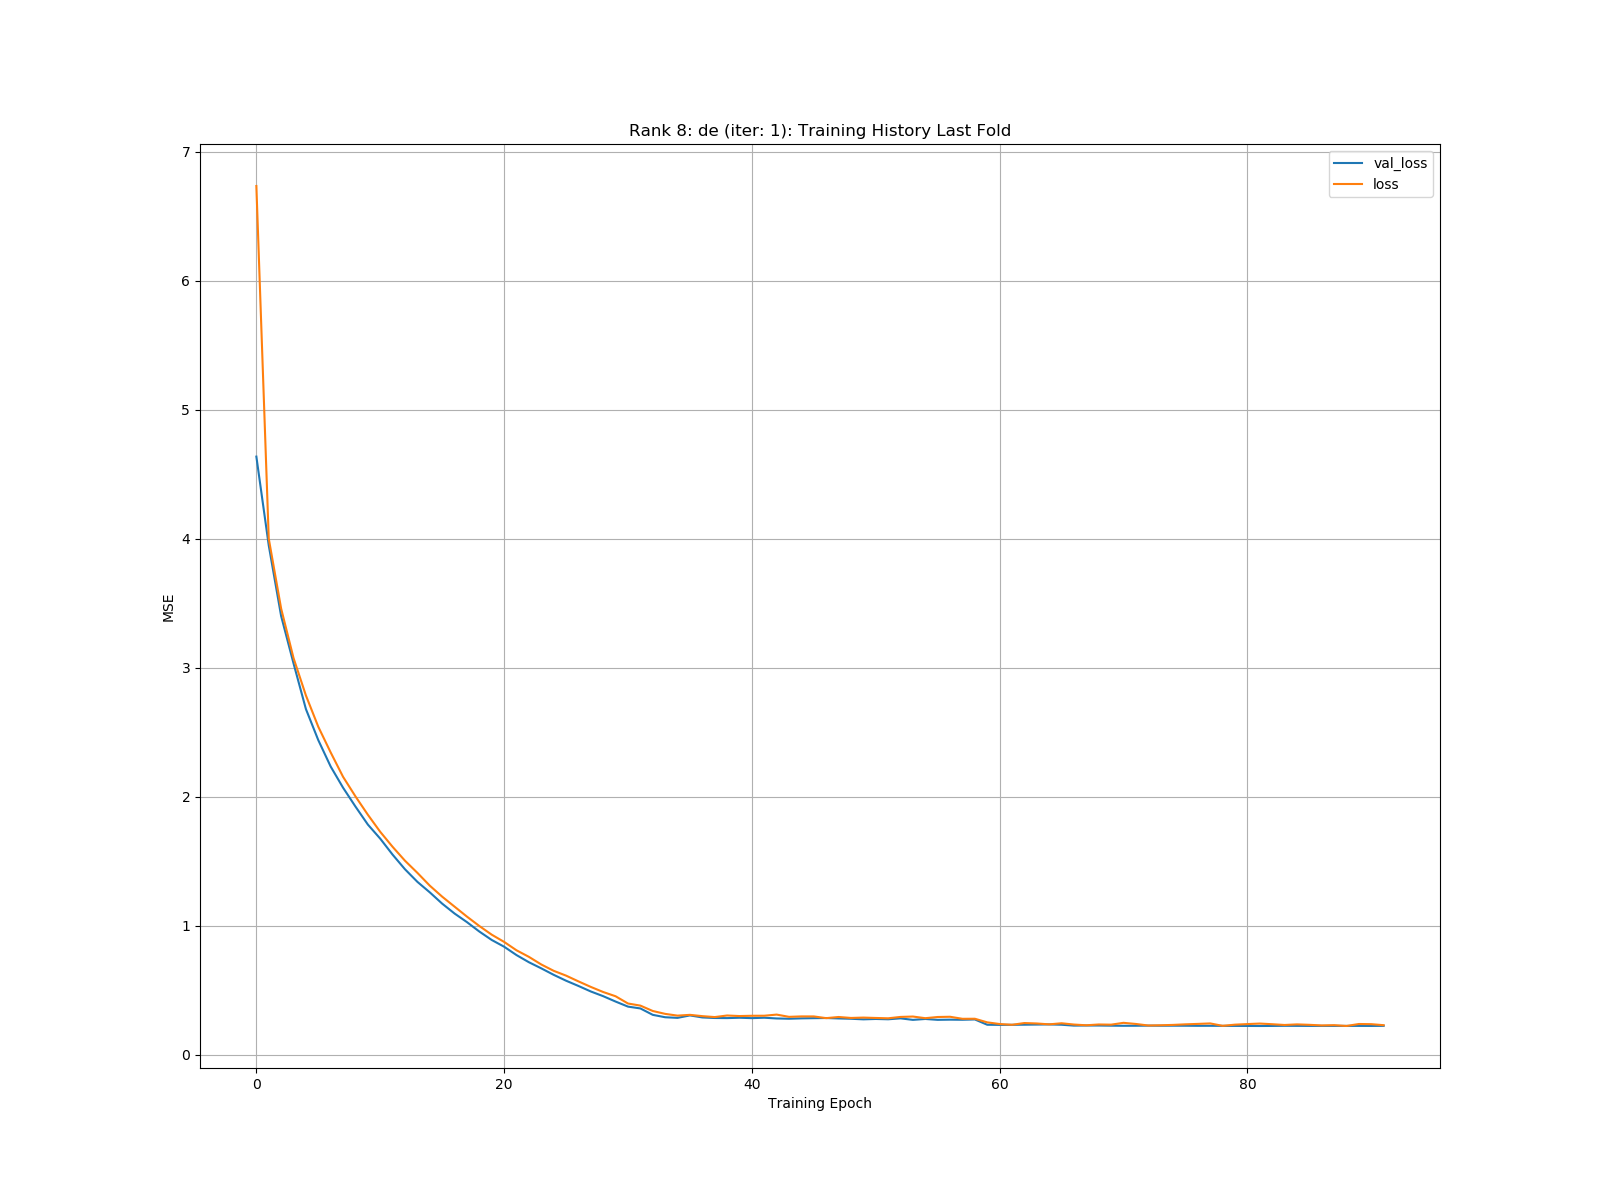 Rank 8: de (iter: 1): Training History Last Fold
7
6
5
4
3
2
1
0
MSE
val_loss
loss
0 20 40 60 80
Training Epoch